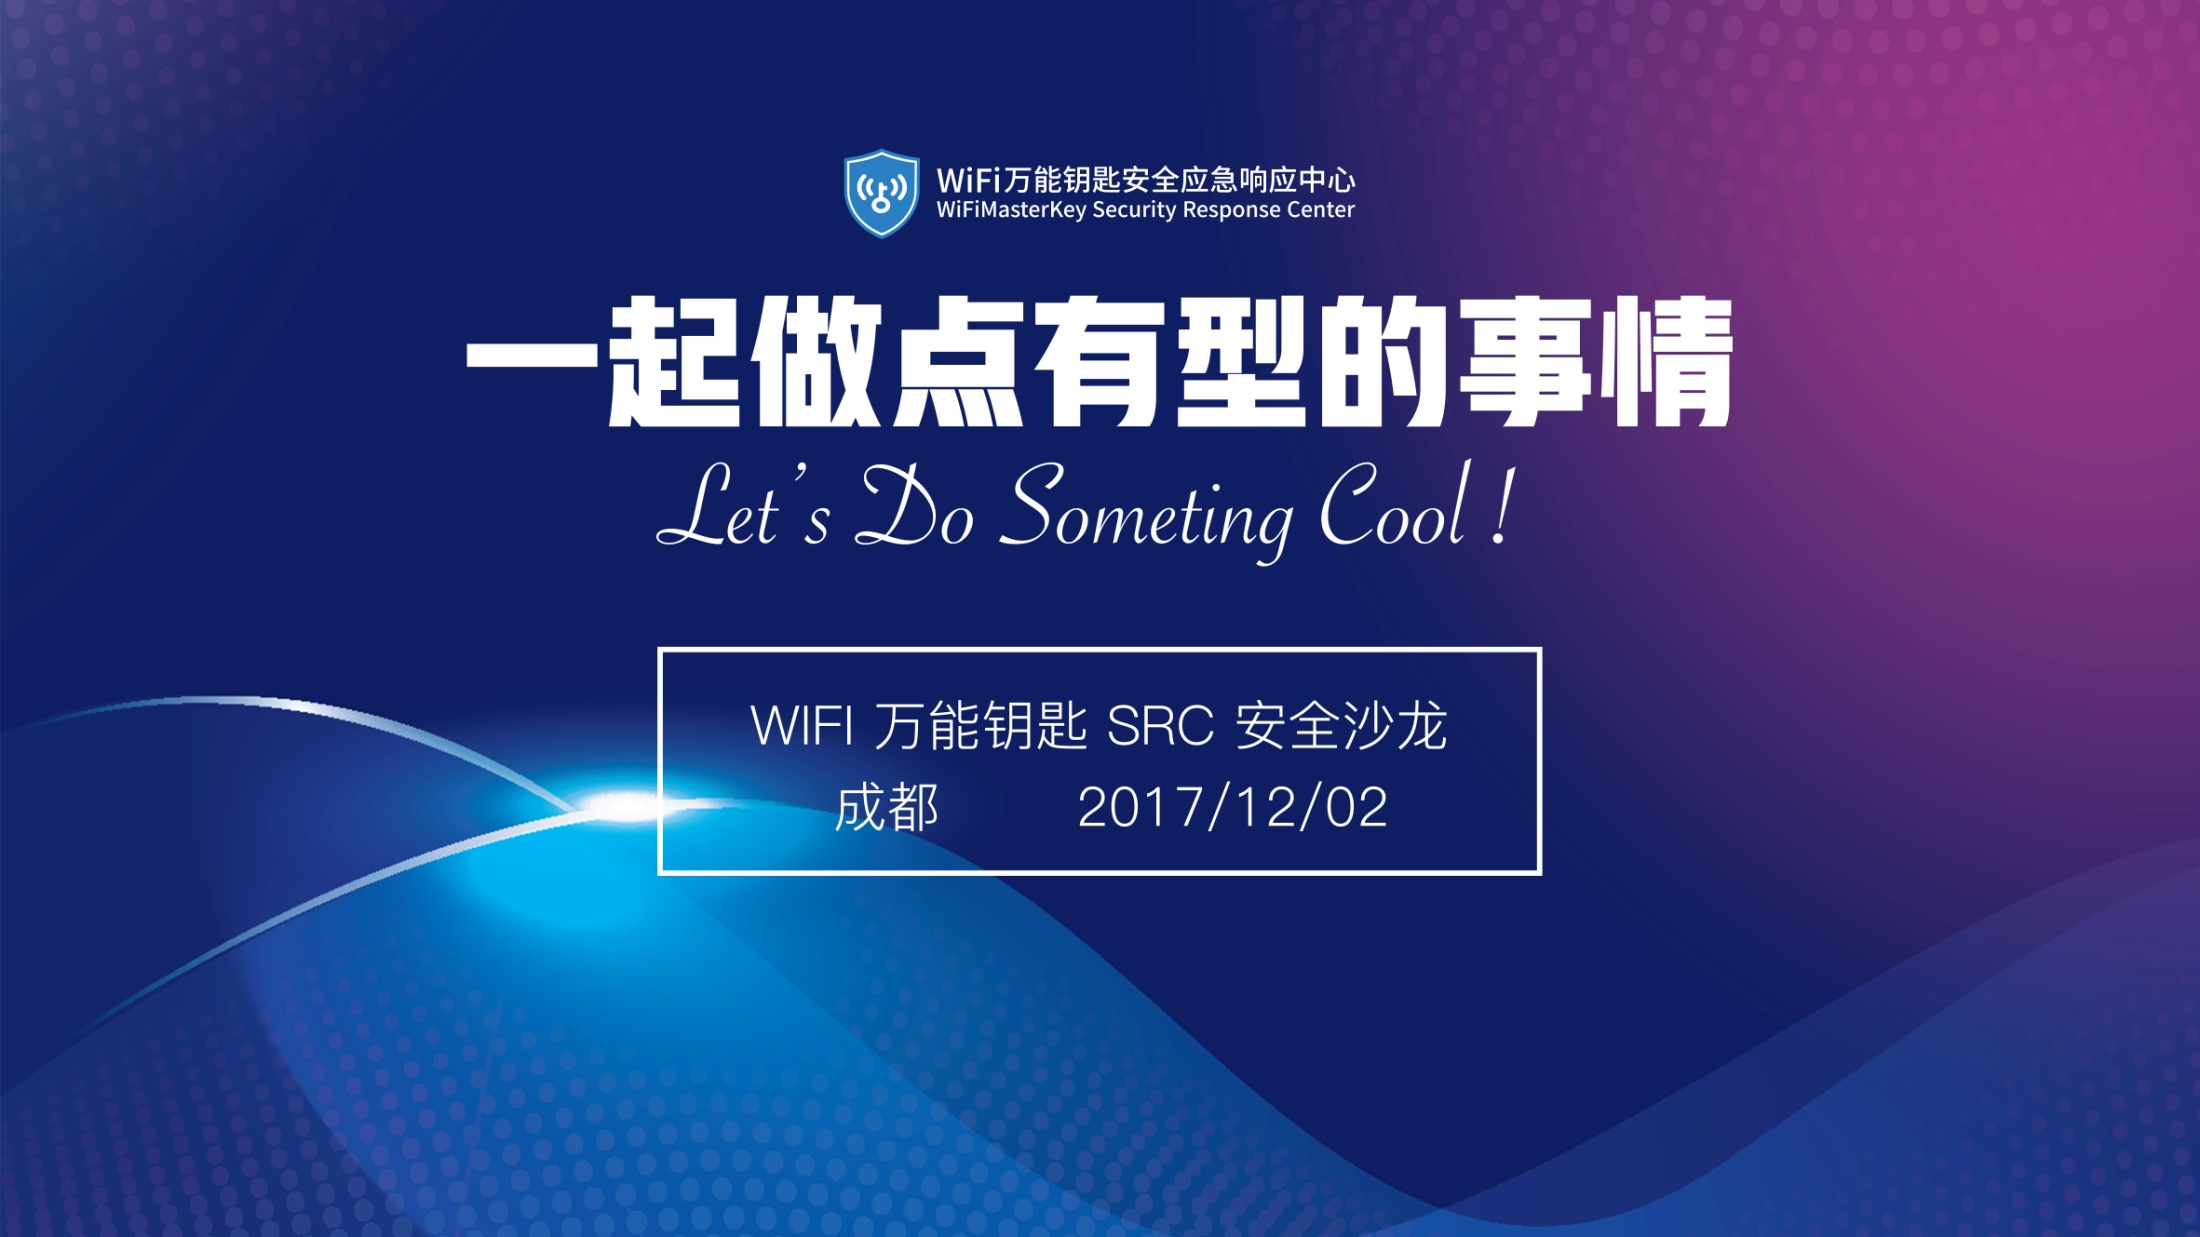 WiFi万能钥匙安全应急响应中心
WiFiMasterKey Security Response Center
一起做点有型的事情
Let’s Do Someting Cool !
WIFI 万能钥匙 SRC 安全沙龙
成都 2017/12/02